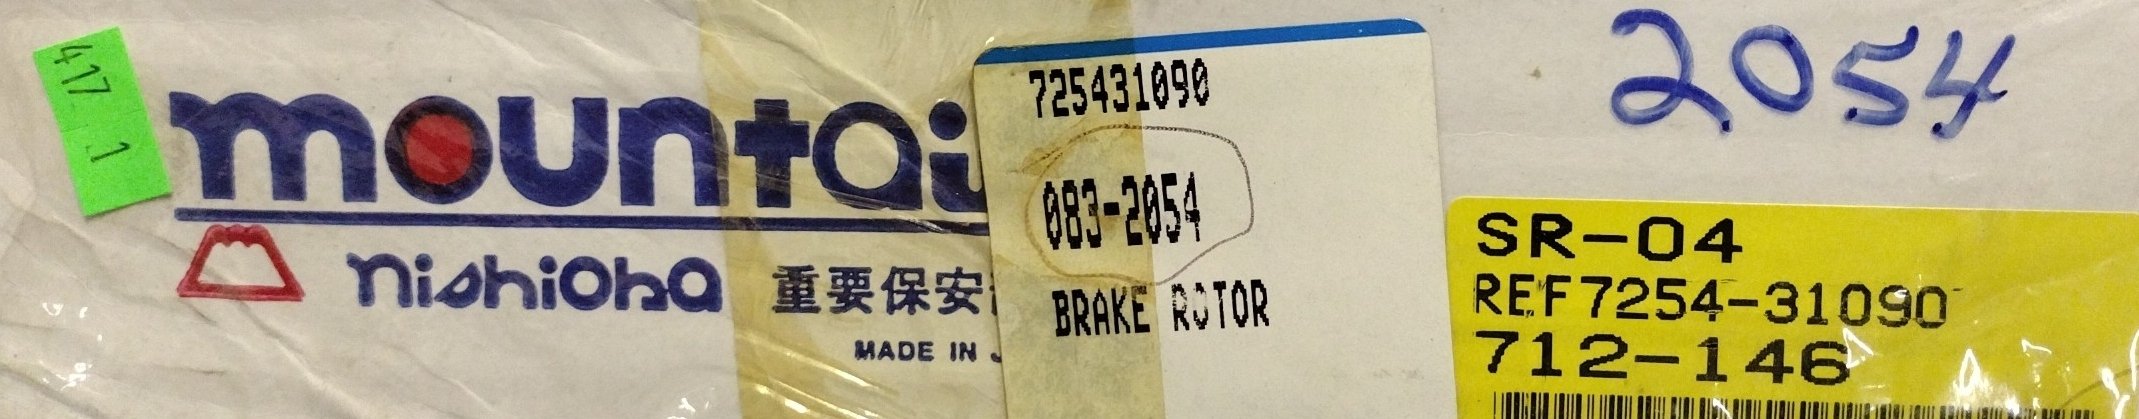 417
1
mountai
nishioka
重要保安
MADE IN J
725431090
083-2054
BRAKE ROTOR
2054
SR-04
REF7254-31090
712-146